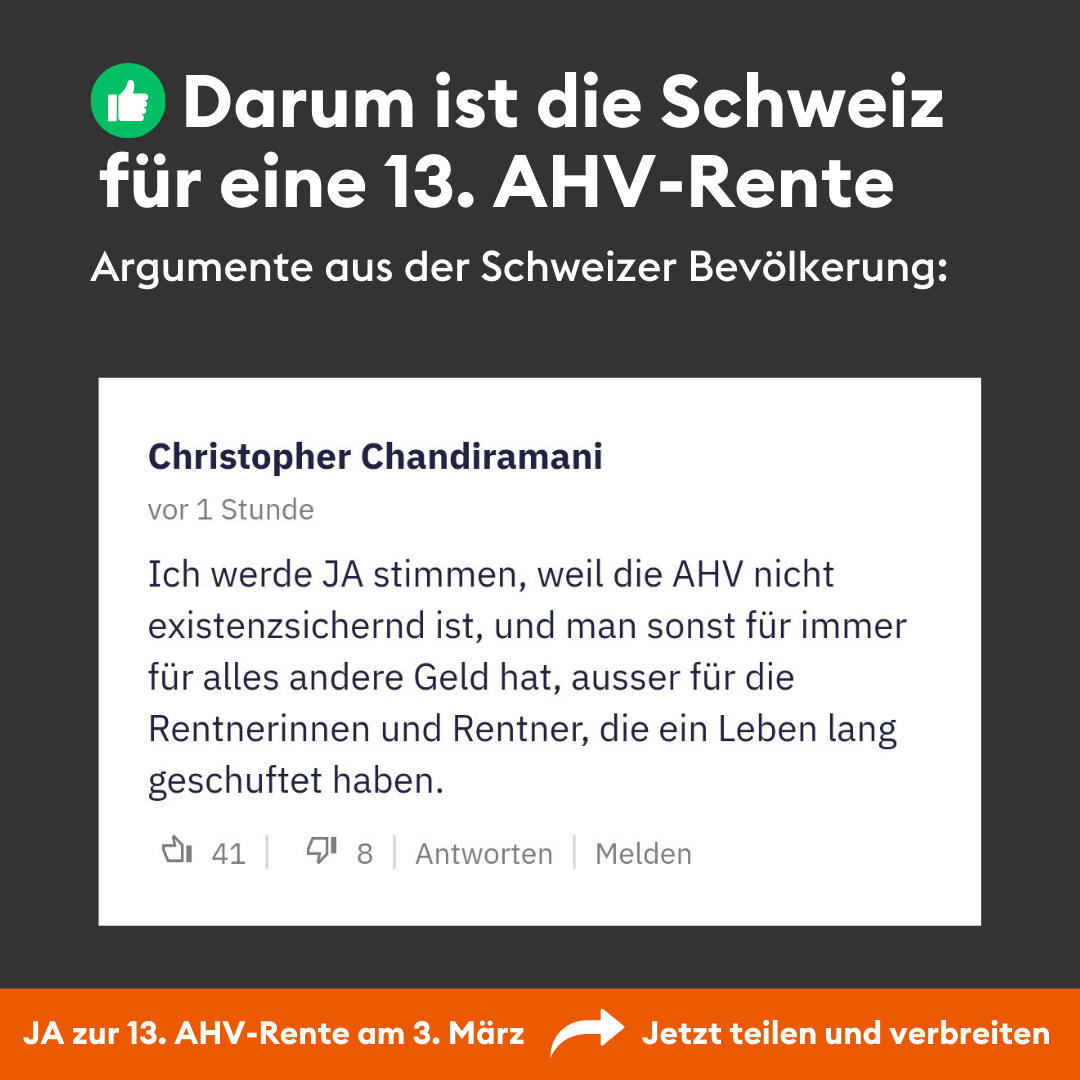 Darum ist die Schweiz
für eine 13. AHV-Rente
Argumente aus der Schweizer Bevölkerung:
Christopher Chandiramani
vor 1 Stunde
Ich werde JA stimmen, weil die AHV nicht
existenzsichernd ist, und man sonst für immer
für alles andere Geld hat, ausser für die
Rentnerinnen und Rentner, die ein Leben lang
geschuftet haben.
41 | 8 | Antworten | Melden
JA zur 13. AHV-Rente am 3. März Jetzt teilen und verbreiten